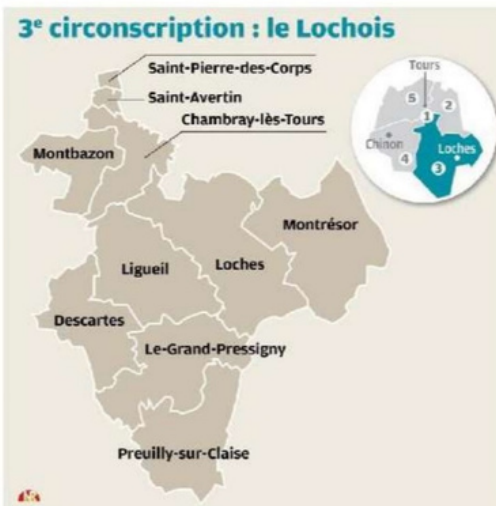 3e circonscription : le Lochois
Saint-Pierre-des-Corps
Saint-Avertin
Chambray-lès-Tours
Montbazon
Montrésor
Ligueil
Loches
Descartes
Le-Grand-Pressigny
Preuilly-sur-Claise
Tours
5
2
1
Chinon
Loches
4
3